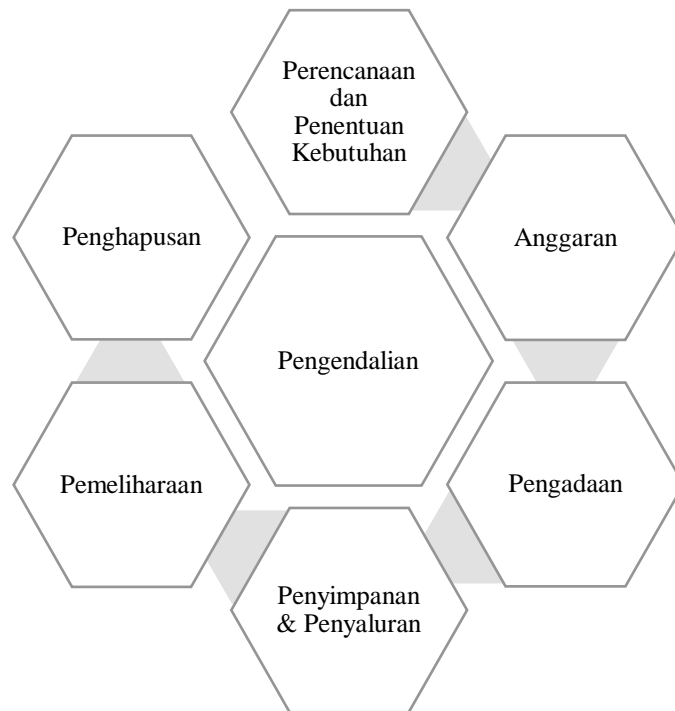 Perencanaan
dan
Penentuan
Kebutuhan
Anggaran
Pengadaan
Penyimpanan
& Penyaluran
Pemeliharaan
Penghapusan
Pengendalian